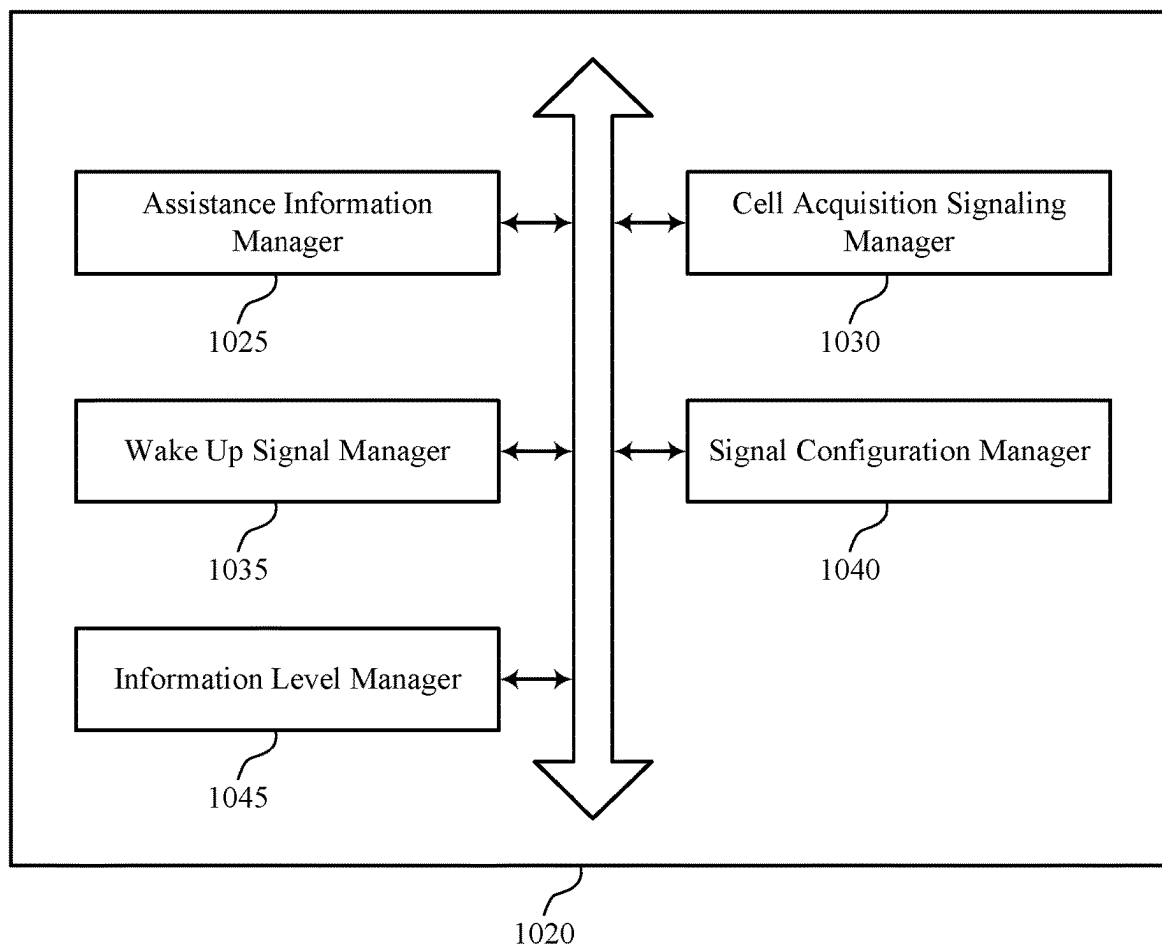 Assistance Information
Manager
1025
Cell Acquisition Signaling
Manager
1030
Wake Up Signal Manager
1035
Signal Configuration Manager
1040
Information Level Manager
1045
1020